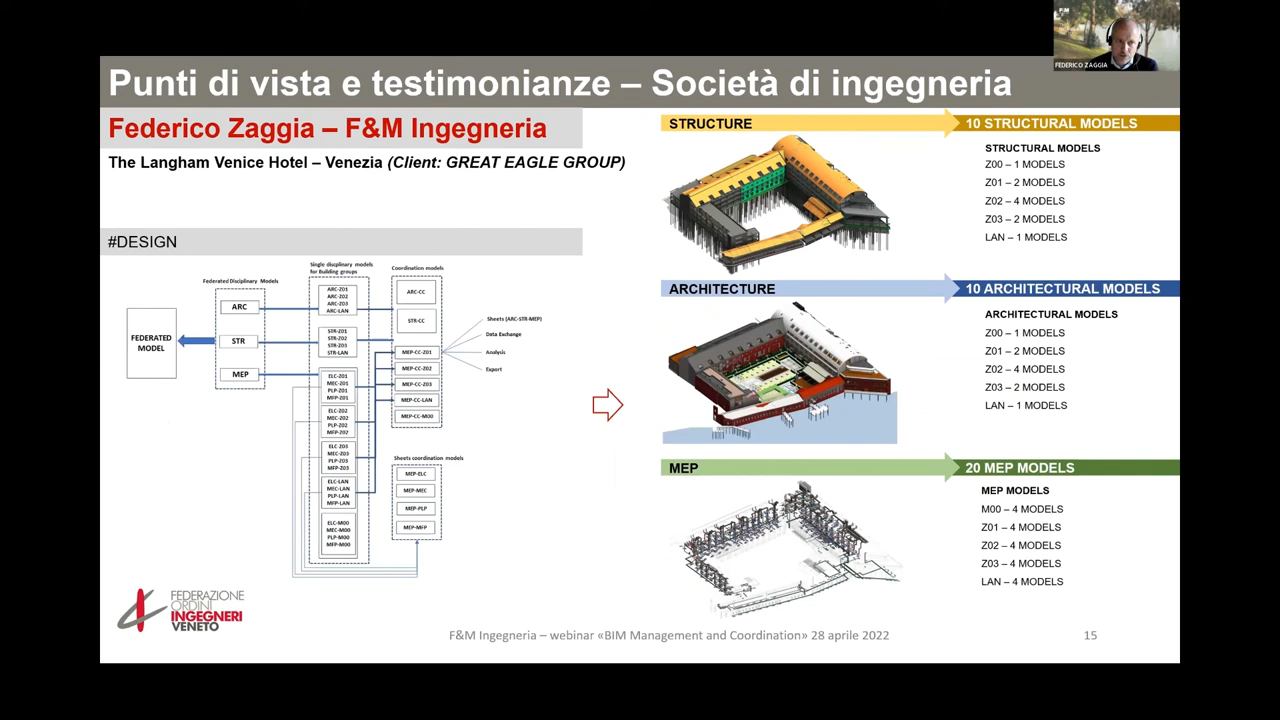 F&M
FEDERICO ZAGGIA
Punti di vista e testimonianze – Società di ingegneria
Federico Zaggia – F&M Ingegneria
The Langham Venice Hotel – Venezia (Client: GREAT EAGLE GROUP)
#DESIGN
Federated Disciplinary Models
Single disciplinary models
for Building groups
Coordination models
FEDERATED
MODEL
ARC
STR
MEP
ARC-Z01
ARC-Z02
ARC-Z03
ARC-LAN
STR-Z01
STR-Z02
STR-Z03
STR-LAN
ELC-Z01
MEC-Z01
PLP-Z01
MFP-Z01
ELC-Z02
MEC-Z02
PLP-Z02
MFP-Z02
ELC-Z03
MEC-Z03
PLP-Z03
MFP-Z03
ELC-LAN
MEC-LAN
PLP-LAN
MFP-LAN
ELC-M00
MEC-M00
PLP-M00
MFP-M00
ARC-CC
STR-CC
MEP-CC-Z01
MEP-CC-Z02
MEP-CC-Z03
MEP-CC-LAN
MEP-CC-M00
Sheets (ARC-STR-MEP)
Data Exchange
Analysis
Export
Sheets coordination models
MEP-ELC
MEP-MEC
MEP-PLP
MEP-MFP
STRUCTURE
10 STRUCTURAL MODELS
STRUCTURAL MODELS
Z00 – 1 MODELS
Z01 – 2 MODELS
Z02 – 4 MODELS
Z03 – 2 MODELS
LAN – 1 MODELS
ARCHITECTURE
10 ARCHITECTURAL MODELS
ARCHITECTURAL MODELS
Z00 – 1 MODELS
Z01 – 2 MODELS
Z02 – 4 MODELS
Z03 – 2 MODELS
LAN – 1 MODELS
MEP
20 MEP MODELS
MEP MODELS
M00 – 4 MODELS
Z01 – 4 MODELS
Z02 – 4 MODELS
Z03 – 4 MODELS
LAN – 4 MODELS
FEDERAZIONE
ORDINI
INGEGNERI
VENETO
F&M Ingegneria – webinar «BIM Management and Coordination» 28 aprile 2022
15